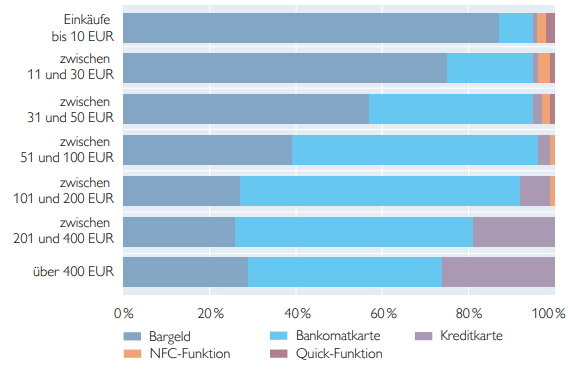 Einkäufe
bis 10 EUR
zwischen
11 und 30 EUR
zwischen
31 und 50 EUR
zwischen
51 und 100 EUR
zwischen
101 und 200 EUR
zwischen
201 und 400 EUR
über 400 EUR
0% 20% 40% 60% 80% 100%
Bargeld Bankomatkarte Kreditkarte
NFC-Funktion Quick-Funktion